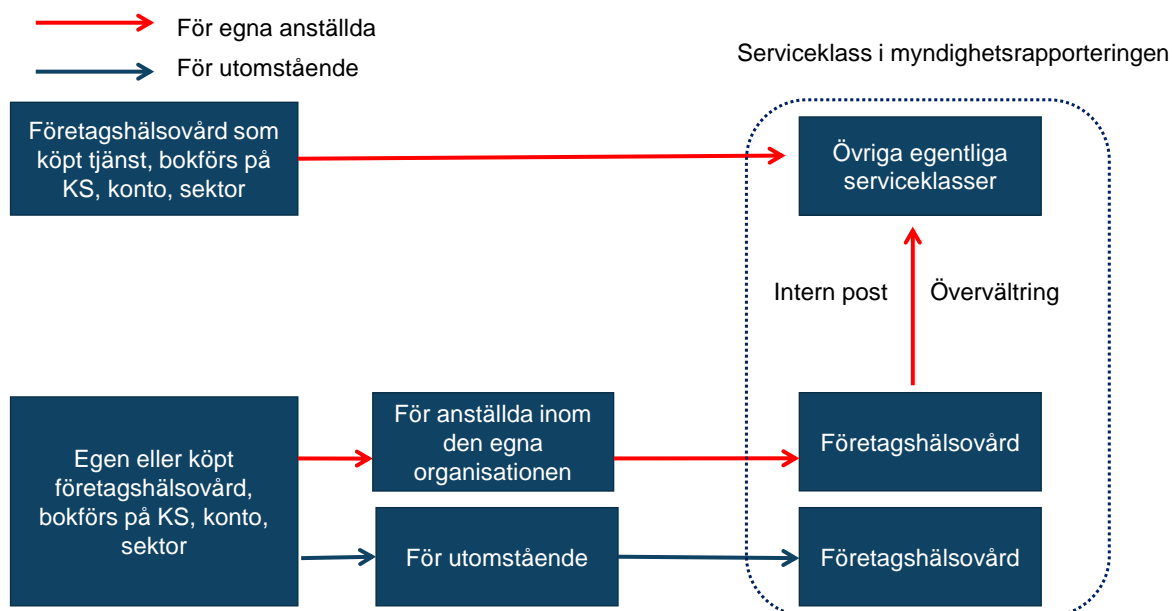 För egna anställda
För utomstående
Serviceklass i myndighetsrapporteringen
Företagshälsovård som
köpt tjänst, bokförs på
KS, konto, sektor
Övriga egentliga
serviceklasser
Intern post
Övervältring
Egen eller köpt
företagshälsovård,
bokförs på KS, konto,
sektor
För anställda inom
den egna
organisationen
Företagshälsovård
För utomstående
Företagshälsovård